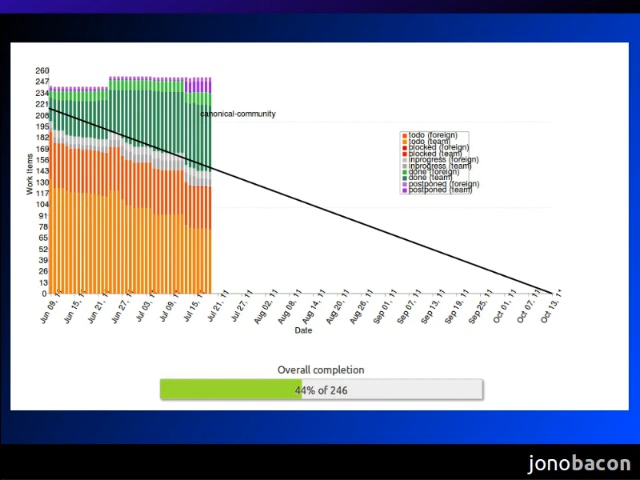 260
247
234
221
208
195
182
169
156
143
130
117
104
91
78
65
52
39
26
13
0
Work Items
canonical-community
todo (foreign)
todo (team)
blocked (foreign)
blocked (team)
inprogress (foreign)
inprogress (team)
done (foreign)
done (team)
postponed (foreign)
postponed (team)
Jun 09, 11
Jun 15, 11
Jun 21, 11
Jun 27, 11
Jul 03, 11
Jul 09, 11
Jul 15, 11
Jul 21, 11
Jul 27, 11
Aug 02, 11
Aug 08, 11
Aug 14, 11
Aug 20, 11
Aug 26, 11
Sep 01, 11
Sep 07, 11
Sep 13, 11
Sep 19, 11
Sep 25, 11
Oct 01, 11
Oct 07, 11
Oct 13, 11
Date
Overall completion
44% of 246
jonobacon